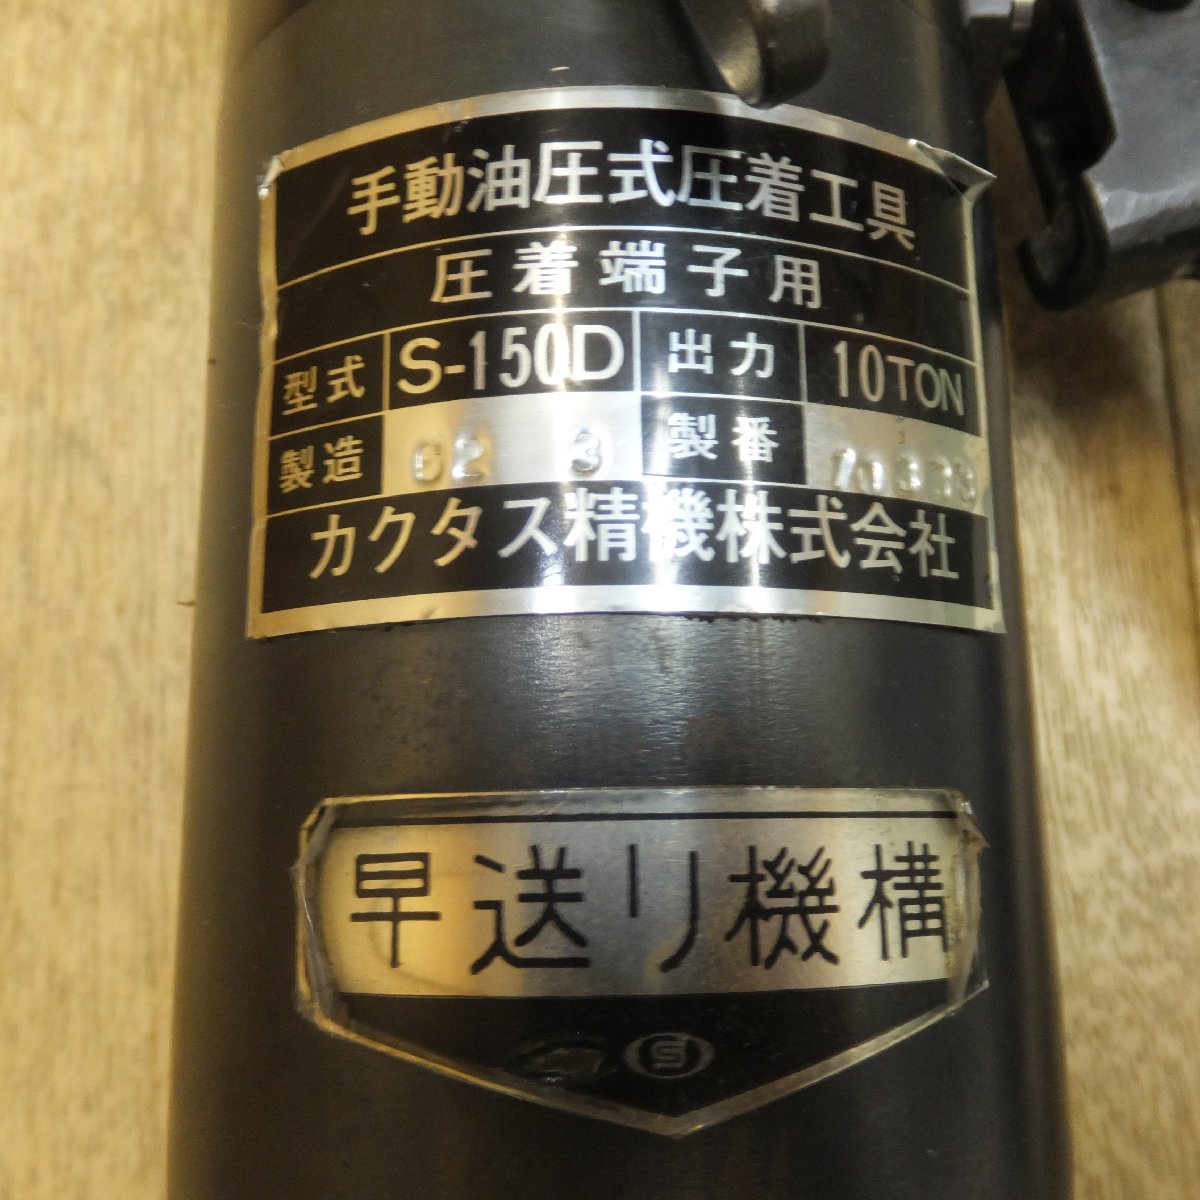 手動油圧式圧着工具
圧着端子用
型式 S-150D 出力 10TON
製造 62 3 製番
カクタス精機株式会社
早送り機構